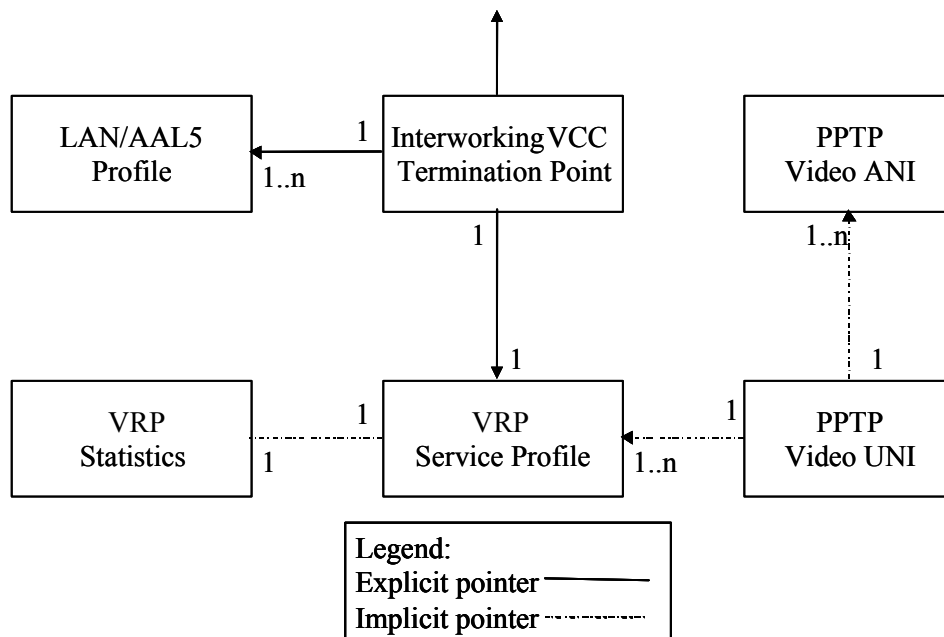 LAN/AAL5
Profile
1
1..n
Interworking VCC
Termination Point
PPTP
Video ANI
1
1..n
1
1
VRP
Statistics
1
1
VRP
Service Profile
1
1..n
PPTP
Video UNI
Legend:
Explicit pointer
Implicit pointer